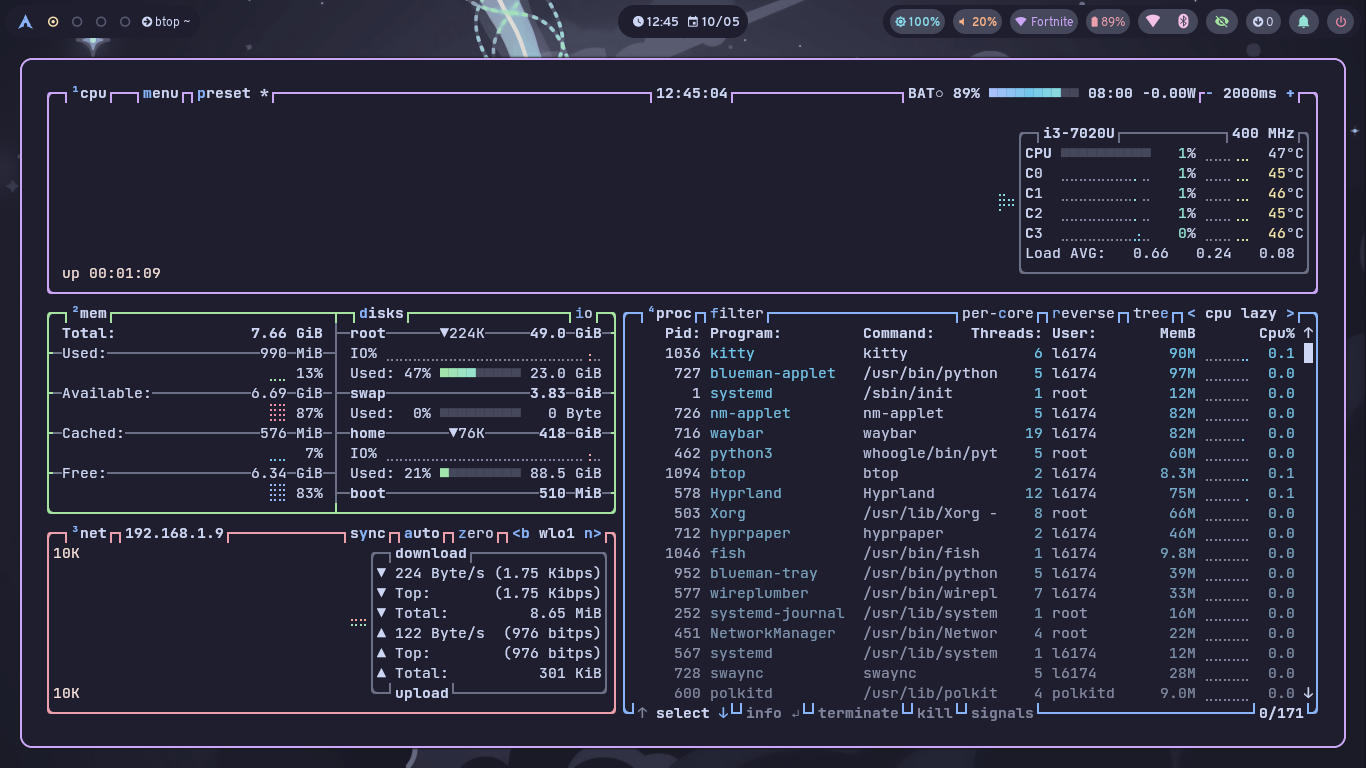 btop ~
12:45 10/05
100% 20% Fortnite 89% 0
¹cpu menu preset * 12:45:04 BAT○ 89% 08:00 -0.00W - 2000ms +
i3-7020U 400 MHz
CPU 1% 47°C
C0 1% 45°C
C1 1% 46°C
C2 1% 45°C
C3 0% 46°C
Load AVG: 0.66 0.24 0.08
up 00:01:09
²mem
Total: 7.66 GiB
Used: 990 MiB
13%
Available: 6.69 GiB
87%
Cached: 576 MiB
7%
Free: 6.34 GiB
83%
disks io
root ▼224K 49.0 GiB
IO%
Used: 47% 23.0 GiB
swap 3.83 GiB
Used: 0% 0 Byte
home ▼76K 418 GiB
IO%
Used: 21% 88.5 GiB
boot 510 MiB
³net 192.168.1.9 sync auto zero <b wlo1 n>
10K
download
▼ 224 Byte/s (1.75 Kibps)
▼ Top: (1.75 Kibps)
▼ Total: 8.65 MiB
▲ 122 Byte/s (976 bitps)
▲ Top: (976 bitps)
▲ Total: 301 KiB
10K
upload
⁴proc filter per-core reverse tree < cpu lazy >
Pid: Program: Command: Threads: User: MemB Cpu% ↑
1036 kitty kitty 6 l6174 90M 0.1
727 blueman-applet /usr/bin/python 5 l6174 97M 0.0
1 systemd /sbin/init 1 root 12M 0.0
726 nm-applet nm-applet 5 l6174 82M 0.0
716 waybar waybar 19 l6174 82M 0.0
462 python3 whoogle/bin/pyt 5 root 60M 0.0
1094 btop btop 2 l6174 8.3M 0.1
578 Hyprland Hyprland 12 l6174 75M 0.1
503 Xorg /usr/lib/Xorg - 8 root 66M 0.0
712 hyprpaper hyprpaper 2 l6174 46M 0.0
1046 fish /usr/bin/fish 1 l6174 9.8M 0.0
952 blueman-tray /usr/bin/python 5 l6174 39M 0.0
577 wireplumber /usr/bin/wirepl 7 l6174 33M 0.0
252 systemd-journal /usr/lib/system 1 root 16M 0.0
451 NetworkManager /usr/bin/Networ 4 root 22M 0.0
567 systemd /usr/lib/system 1 l6174 12M 0.0
728 swaync swaync 5 l6174 28M 0.0
600 polkitd /usr/lib/polkit 4 polkitd 9.0M 0.0 ↓
↑ select ↓ info ↵ terminate kill signals 0/171